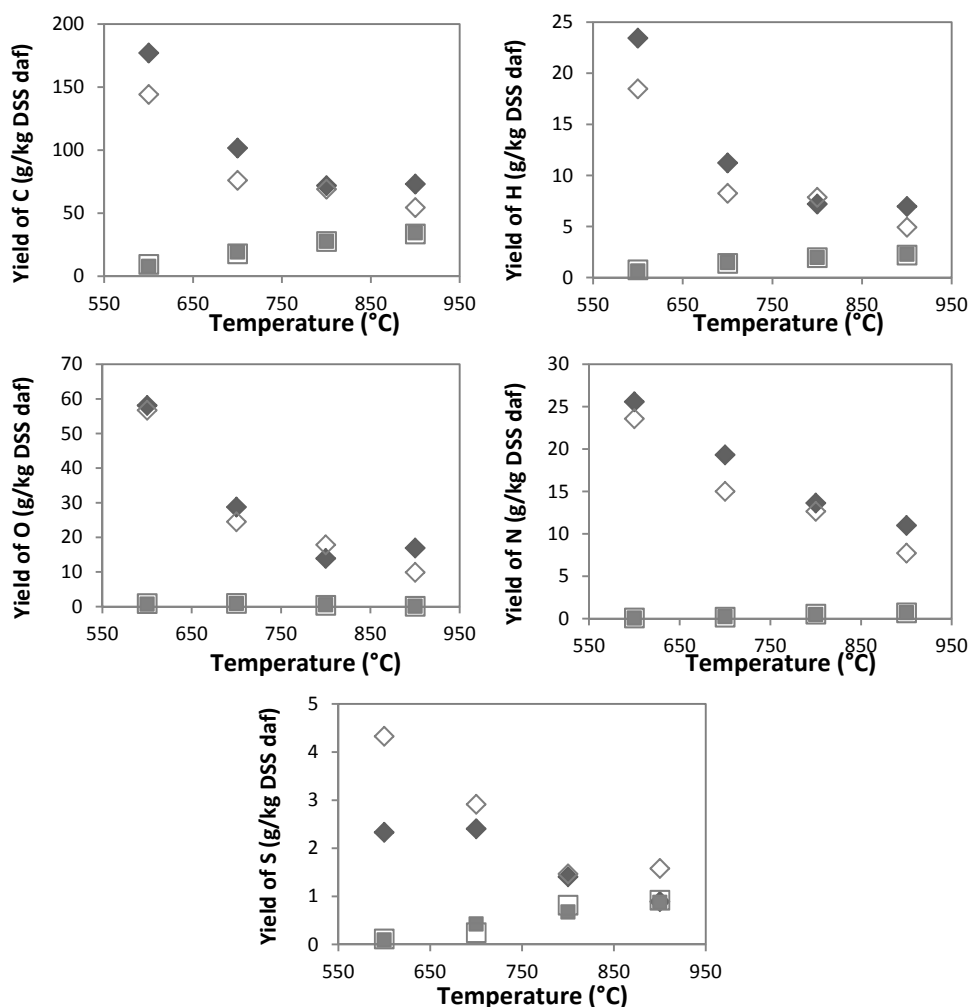 Yield of C (g/kg DSS daf)
200
150
100
50
0
550 650 750 850 950
Temperature (°C)
Yield of H (g/kg DSS daf)
25
20
15
10
5
0
550 650 750 850 950
Temperature (°C)
Yield of O (g/kg DSS daf)
70
60
50
40
30
20
10
0
550 650 750 850 950
Temperature (°C)
Yield of N (g/kg DSS daf)
30
25
20
15
10
5
0
550 650 750 850 950
Temperature (°C)
Yield of S (g/kg DSS daf)
5
4
3
2
1
0
550 650 750 850 950
Temperature (°C)